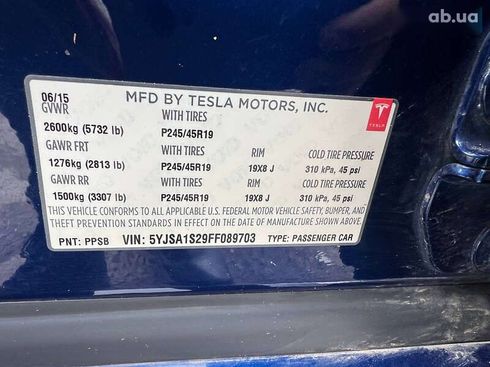 ab.ua
06/15
MFD BY TESLA MOTORS, INC.
GVWR WITH TIRES
2600kg (5732 lb) P245/45R19
GAWR FRT WITH TIRES RIM COLD TIRE PRESSURE
1276kg (2813 lb) P245/45R19 19X8 J 310 kPa, 45 psi
GAWR RR WITH TIRES RIM COLD TIRE PRESSURE
1500kg (3307 lb) P245/45R19 19X8 J 310 kPa, 45 psi
THIS VEHICLE CONFORMS TO ALL APPLICABLE U.S. FEDERAL MOTOR VEHICLE SAFETY, BUMPER, AND
THEFT PREVENTION STANDARDS IN EFFECT ON THE DATE OF MANUFACTURE SHOWN ABOVE.
PNT: PPSB VIN: 5YJSA1S29FF089703 TYPE: PASSENGER CAR
TESLA